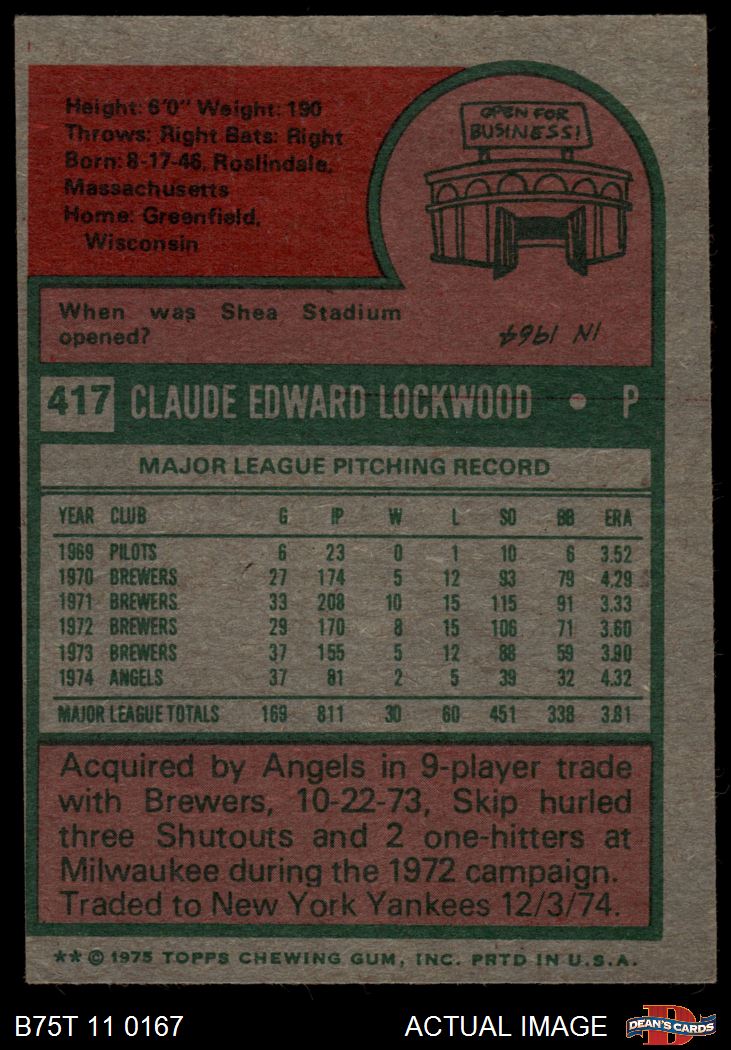 Height: 6'0" Weight: 190
Throws: Right Bats: Right
Born: 8-17-46, Roslindale,
Massachusetts
Home: Greenfield,
Wisconsin
OPEN FOR
BUSINESS!
When was Shea Stadium
opened?
IN 1964
417 CLAUDE EDWARD LOCKWOOD • P
MAJOR LEAGUE PITCHING RECORD
YEAR CLUB G IP W L SO BB ERA
1969 PILOTS 6 23 0 1 10 6 3.52
1970 BREWERS 27 174 5 12 93 79 4.29
1971 BREWERS 33 208 10 15 115 91 3.33
1972 BREWERS 29 170 8 15 106 71 3.60
1973 BREWERS 37 155 5 12 88 59 3.90
1974 ANGELS 37 81 2 5 39 32 4.32
MAJOR LEAGUE TOTALS 169 811 30 60 451 338 3.81
Acquired by Angels in 9-player trade
with Brewers, 10-22-73, Skip hurled
three Shutouts and 2 one-hitters at
Milwaukee during the 1972 campaign.
Traded to New York Yankees 12/3/74.
** © 1975 TOPPS CHEWING GUM, INC. PRTD IN U.S.A.
B75T 11 0167
ACTUAL IMAGE
DEAN'S CARDS